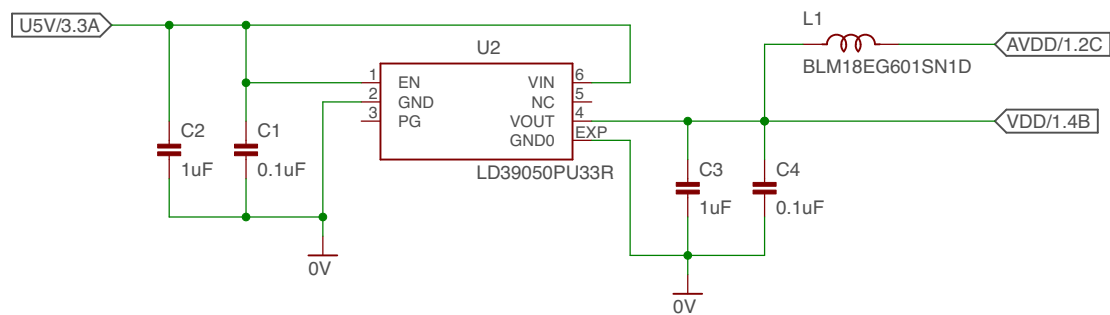 U5V/3.3A
L1
AVDD/1.2C
BLM18EG601SN1D
U2
1
EN
VIN
6
2
GND
NC
5
3
PG
VOUT
4
GND0
EXP
VDD/1.4B
LD39050PU33R
C2
1uF
C1
0.1uF
C3
1uF
C4
0.1uF
0V
0V